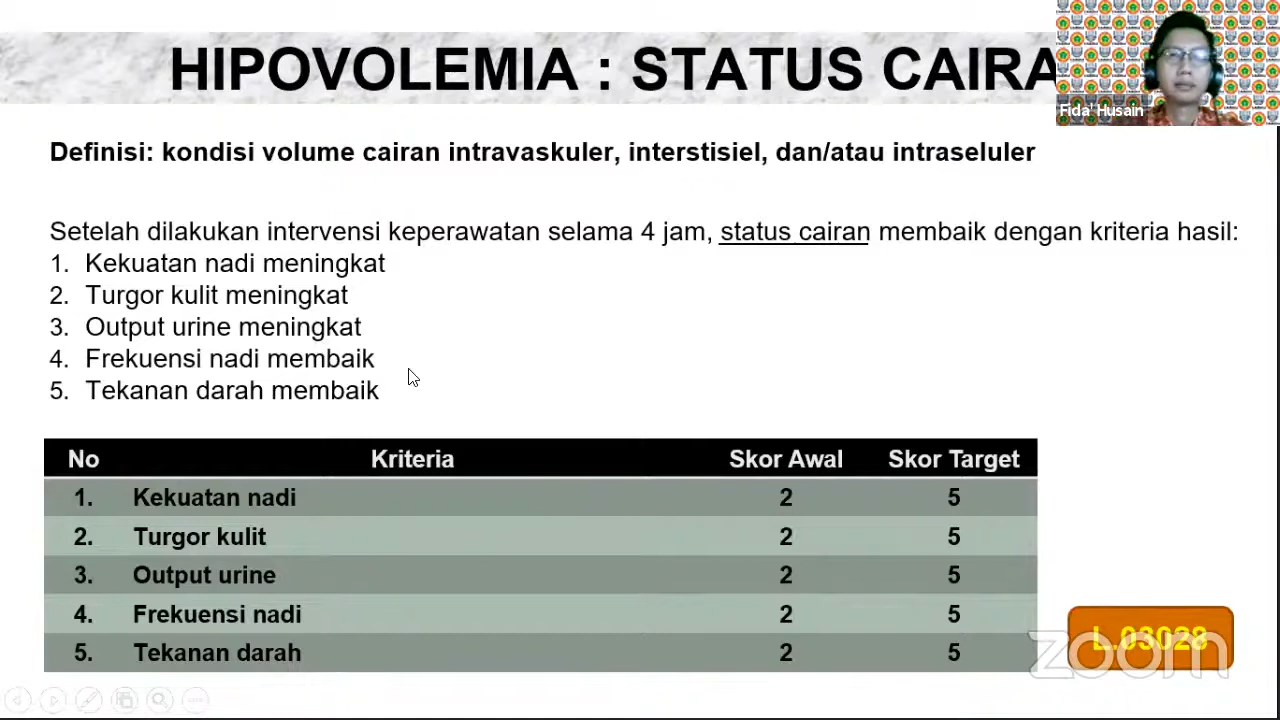 HIPOVOLEMIA : STATUS CAIRA
Fida' Husain
Definisi: kondisi volume cairan intravaskuler, interstisiel, dan/atau intraseluler
Setelah dilakukan intervensi keperawatan selama 4 jam, status cairan membaik dengan kriteria hasil:
1. Kekuatan nadi meningkat
2. Turgor kulit meningkat
3. Output urine meningkat
4. Frekuensi nadi membaik
5. Tekanan darah membaik
No Kriteria Skor Awal Skor Target
1. Kekuatan nadi 2 5
2. Turgor kulit 2 5
3. Output urine 2 5
4. Frekuensi nadi 2 5
5. Tekanan darah 2 5
L.03028
zoom